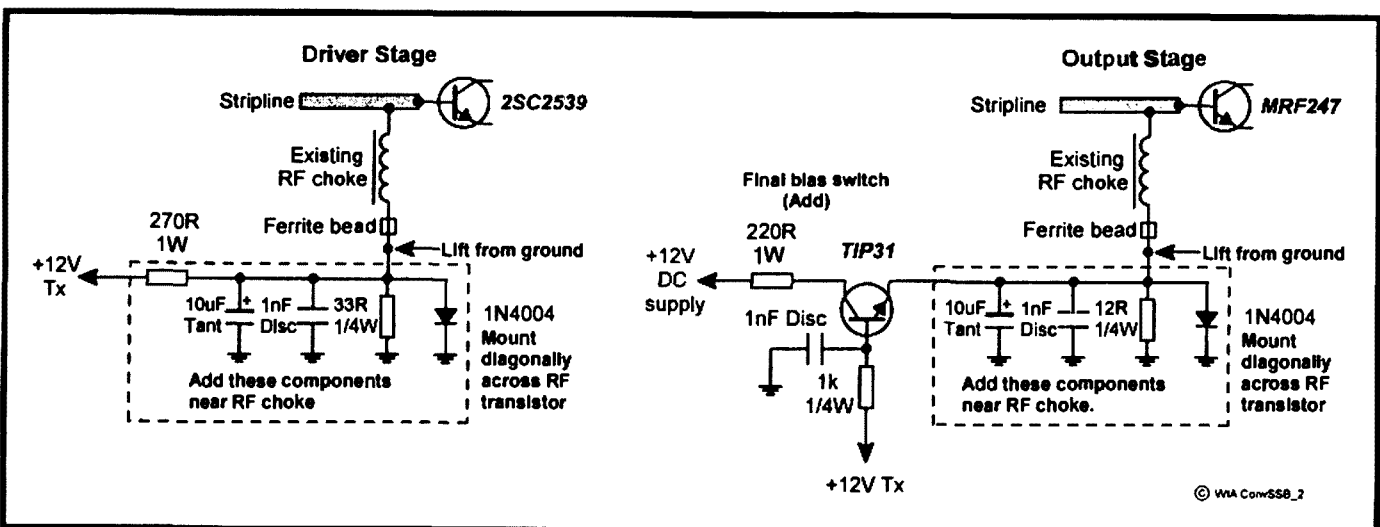 Driver Stage
Stripline
2SC2539
Existing
RF choke
Ferrite bead
Lift from ground
270R
1W
+12V
Tx
10uF
+
Tant
1nF
Disc
33R
1/4W
1N4004
Mount
diagonally
across RF
transistor
Add these components
near RF choke
Output Stage
Stripline
MRF247
Existing
RF choke
Ferrite bead
Lift from ground
Final bias switch
(Add)
220R
1W
TIP31
+12V
DC
supply
1nF Disc
1k
1/4W
+12V Tx
10uF
+
Tant
1nF
Disc
12R
1/4W
1N4004
Mount
diagonally
across RF
transistor
Add these components
near RF choke.
© WIA ConvSSB_2